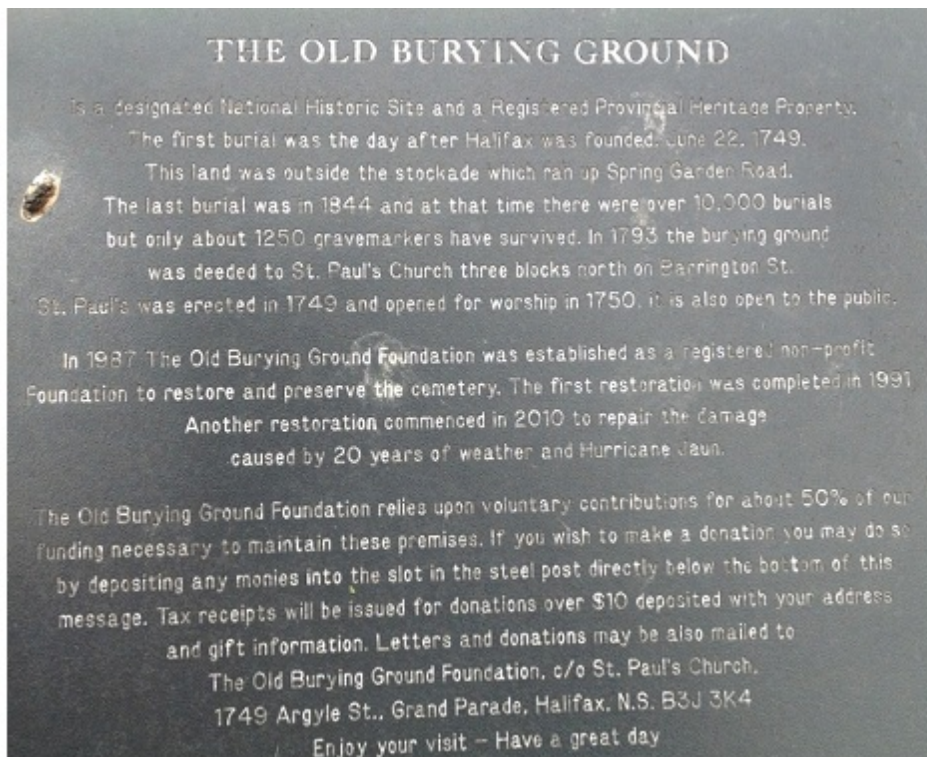 THE OLD BURYING GROUND
Is a designated National Historic Site and a Registered Provincial Heritage Property.
The first burial was the day after Halifax was founded, June 22, 1749.
This land was outside the stockade which ran up Spring Garden Road.
The last burial was in 1844 and at that time there were over 10,000 burials
but only about 1250 gravemarkers have survived. In 1793 the burying ground
was deeded to St. Paul's Church three blocks north on Barrington St.
St. Paul's was erected in 1749 and opened for worship in 1750, it is also open to the public.
In 1987 The Old Burying Ground Foundation was established as a registered non-profit
Foundation to restore and preserve the cemetery. The first restoration was completed in 1991
Another restoration commenced in 2010 to repair the damage
caused by 20 years of weather and Hurricane Jaun.
The Old Burying Ground Foundation relies upon voluntary contributions for about 50% of our
funding necessary to maintain these premises. If you wish to make a donation you may do so
by depositing any monies into the slot in the steel post directly below the bottom of this
message. Tax receipts will be issued for donations over $10 deposited with your address
and gift information. Letters and donations may be also mailed to
The Old Burying Ground Foundation, c/o St. Paul's Church,
1749 Argyle St., Grand Parade, Halifax, N.S. B3J 3K4
Enjoy your visit – Have a great day